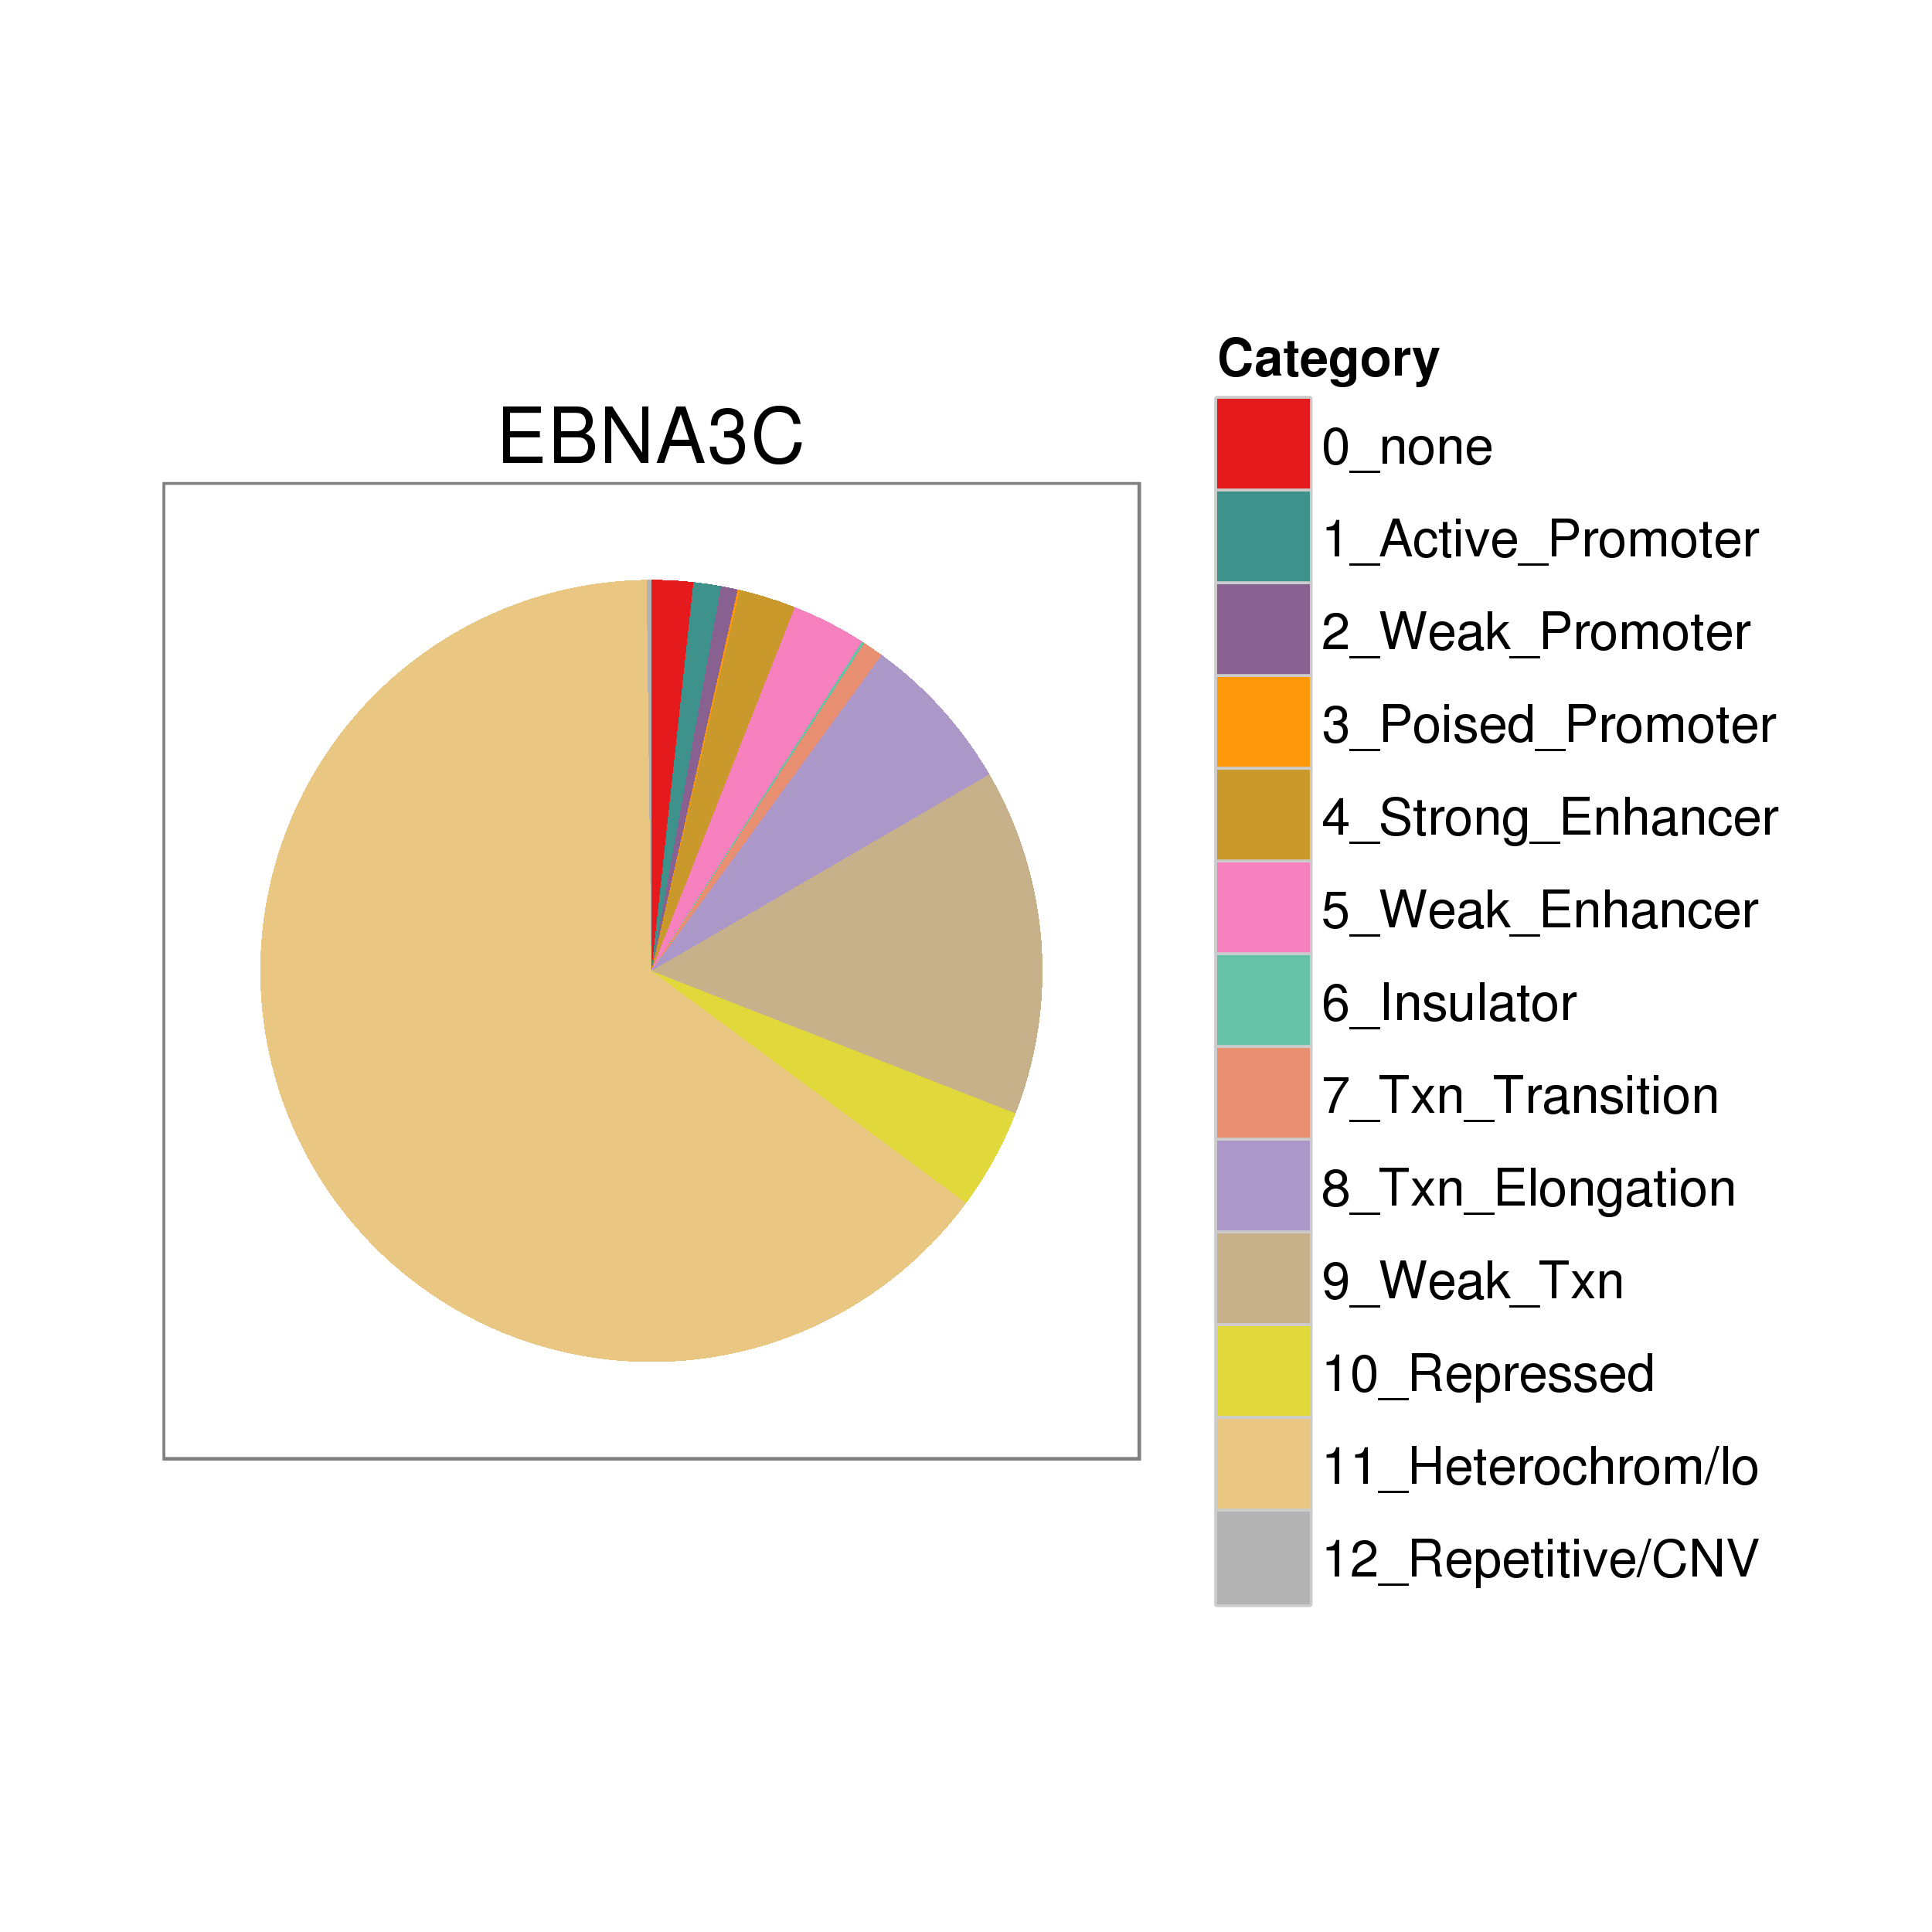 EBNA3C
Category
0_none
1_Active_Promoter
2_Weak_Promoter
3_Poised_Promoter
4_Strong_Enhancer
5_Weak_Enhancer
6_Insulator
7_Txn_Transition
8_Txn_Elongation
9_Weak_Txn
10_Repressed
11_Heterochrom/lo
12_Repetitive/CNV